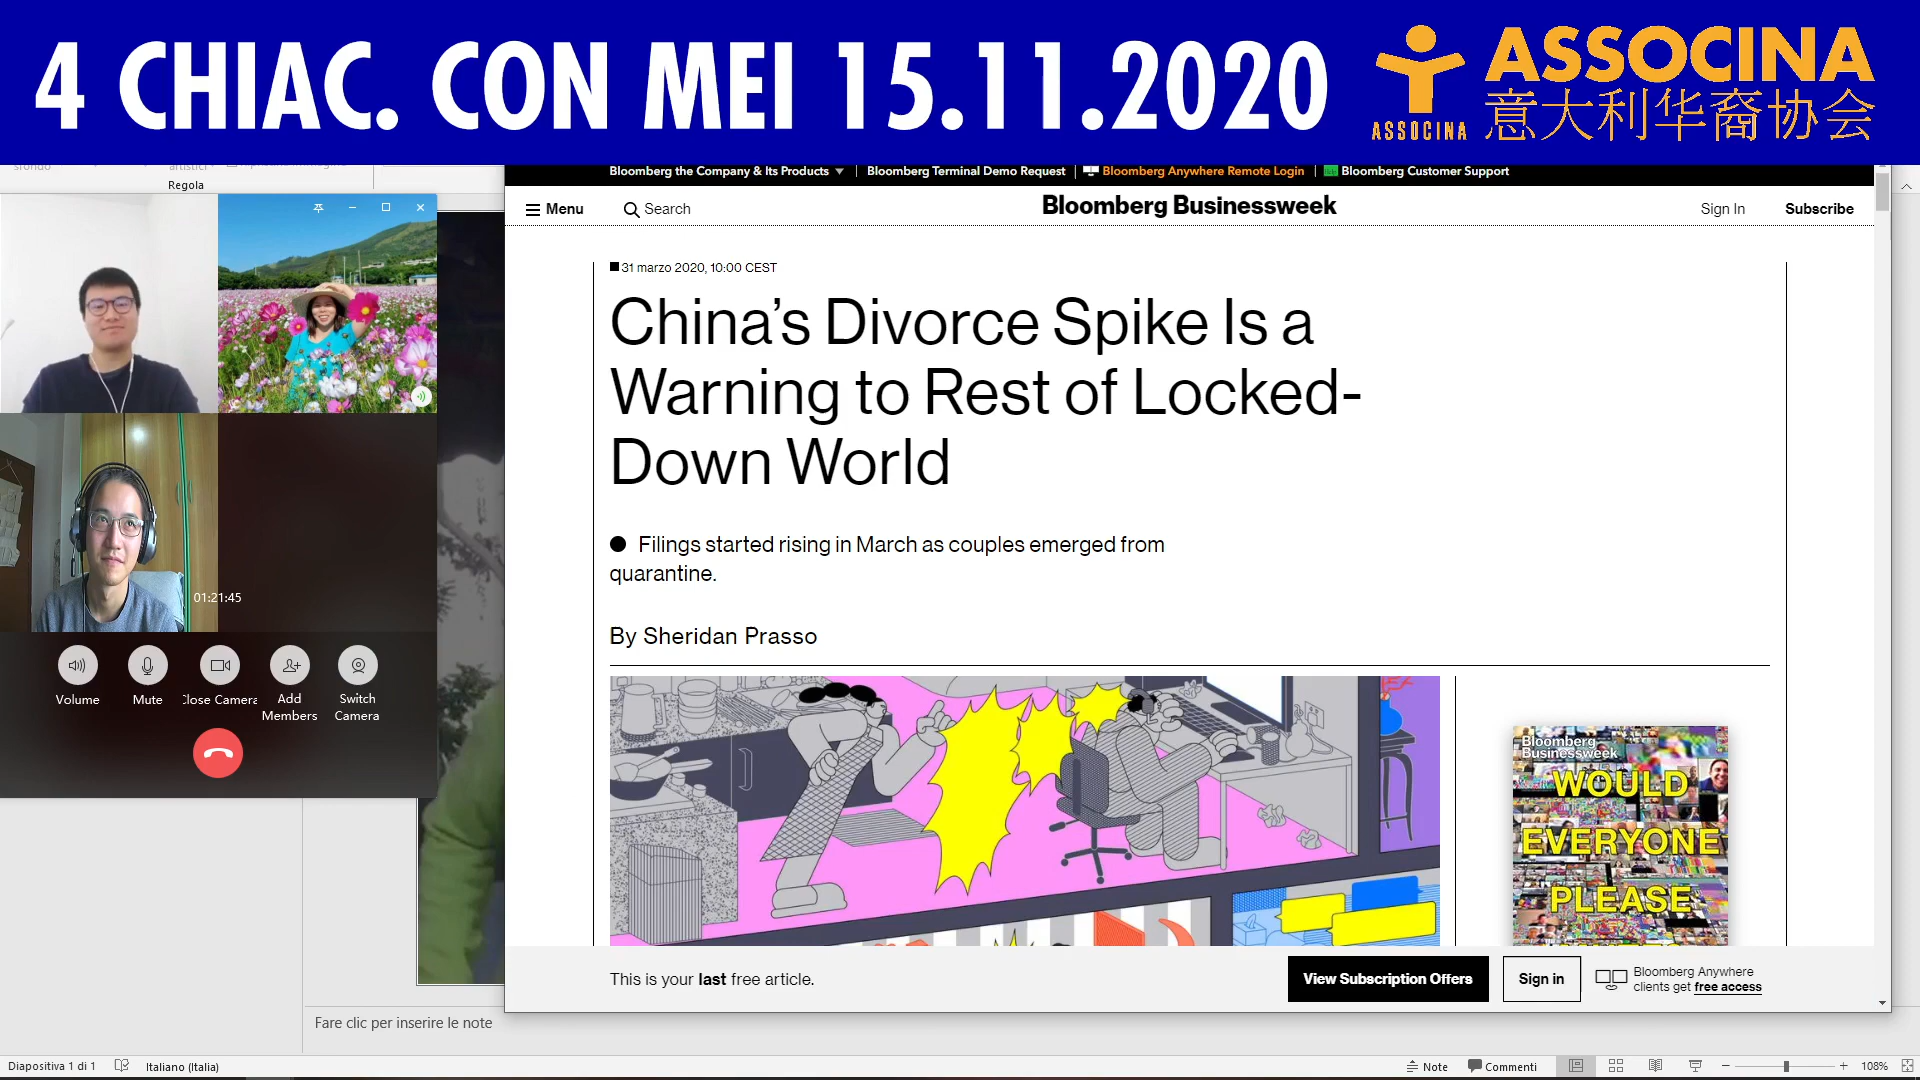 4 CHIAC. CON MEI 15.11.2020
ASSOCINA
ASSOCINA
意大利华裔协会
sfondo
artistici
Regola
Bloomberg the Company & Its Products
Bloomberg Terminal Demo Request
Bloomberg Anywhere Remote Login
Bloomberg Customer Support
Menu
Search
Bloomberg Businessweek
Sign In
Subscribe
31 marzo 2020, 10:00 CEST
China's Divorce Spike Is a
Warning to Rest of Locked-
Down World
Filings started rising in March as couples emerged from
quarantine.
By Sheridan Prasso
01:21:45
Volume
Mute
Close Camera
Add
Members
Switch
Camera
Bloomberg
Businessweek
WOULD
EVERYONE
PLEASE
This is your last free article.
View Subscription Offers
Sign in
Bloomberg Anywhere
clients get free access
Fare clic per inserire le note
Diapositiva 1 di 1
Italiano (Italia)
Note
Commenti
108%